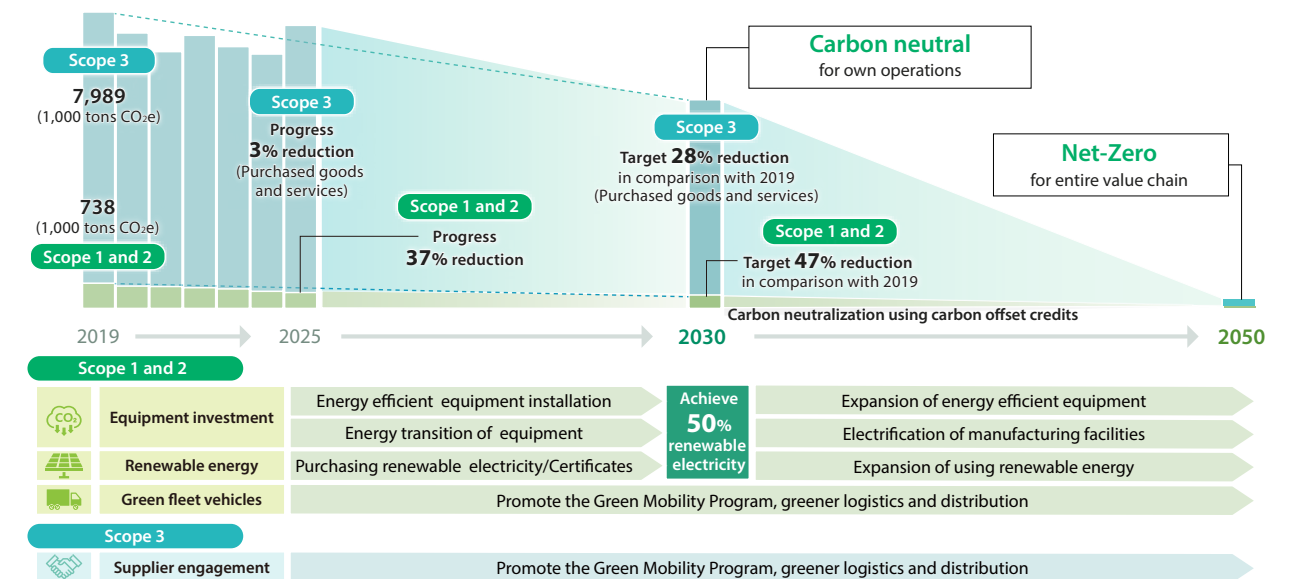 Scope 3
7,989
(1,000 tons CO₂e)
738
(1,000 tons CO₂e)
Scope 1 and 2
Scope 3
Progress
3% reduction
(Purchased goods
and services)
Scope 1 and 2
Progress
37% reduction
Carbon neutral
for own operations
Scope 3
Target 28% reduction
in comparison with 2019
(Purchased goods and services)
Scope 1 and 2
Target 47% reduction
in comparison with 2019
Net-Zero
for entire value chain
Carbon neutralization using carbon offset credits
2019
2025
2030
2050
Scope 1 and 2
CO₂
Equipment investment
Energy efficient equipment installation
Energy transition of equipment
Achieve
50%
renewable
electricity
Expansion of energy efficient equipment
Electrification of manufacturing facilities
Renewable energy
Purchasing renewable electricity/Certificates
Expansion of using renewable energy
Green fleet vehicles
Promote the Green Mobility Program, greener logistics and distribution
Scope 3
Supplier engagement
Promote the Green Mobility Program, greener logistics and distribution